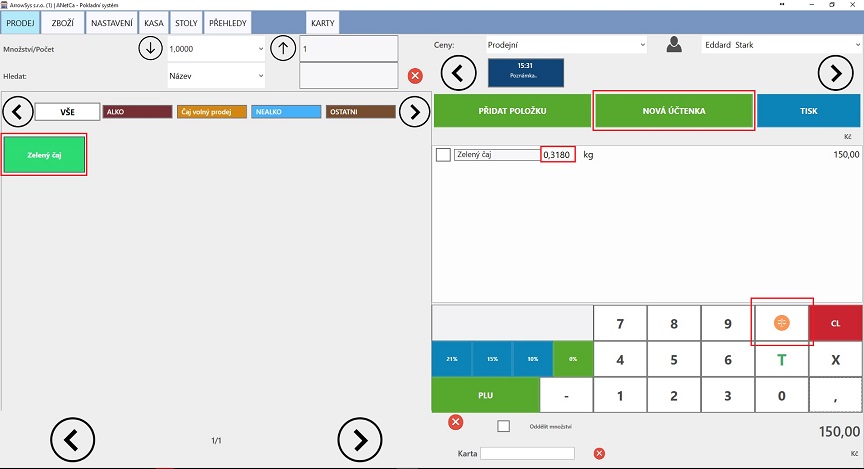 ArrowSys s.r.o. (1) | ANetCa - Pokladní systém
PRODEJ ZBOŽÍ NASTAVENÍ KASA STOLY PŘEHLEDY KARTY
Množství/Počet 1,0000 1
Hledat: Název
Ceny: Prodejní Eddard Stark
15:31
Poznámka..
VŠE ALKO Čaj volný prodej NEALKO OSTATNI
PŘIDAT POLOŽKU NOVÁ ÚČTENKA TISK
Kč
Zelený čaj
Zelený čaj 0,3180 kg 150,00
7 8 9 CL
21% 15% 10% 0% 4 5 6 T X
PLU - 1 2 3 0 ,
1/1
Oddělit množství
150,00
Karta
Kč